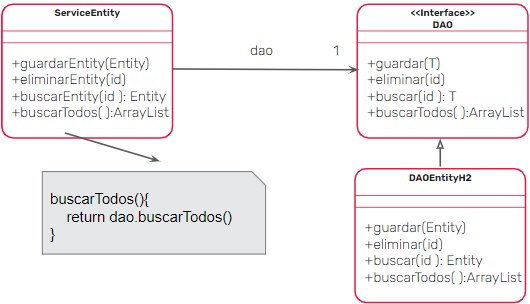 ServiceEntity
+guardarEntity(Entity)
+eliminarEntity(id)
+buscarEntity(id ): Entity
+buscarTodos( ):ArrayList
dao
1
<<Interface>>
DAO
+guardar(T)
+eliminar(id)
+buscar(id ): T
+buscarTodos( ):ArrayList
buscarTodos(){
return dao.buscarTodos()
}
DAOEntityH2
+guardar(Entity)
+eliminar(id)
+buscar(id ): Entity
+buscarTodos( ):ArrayList